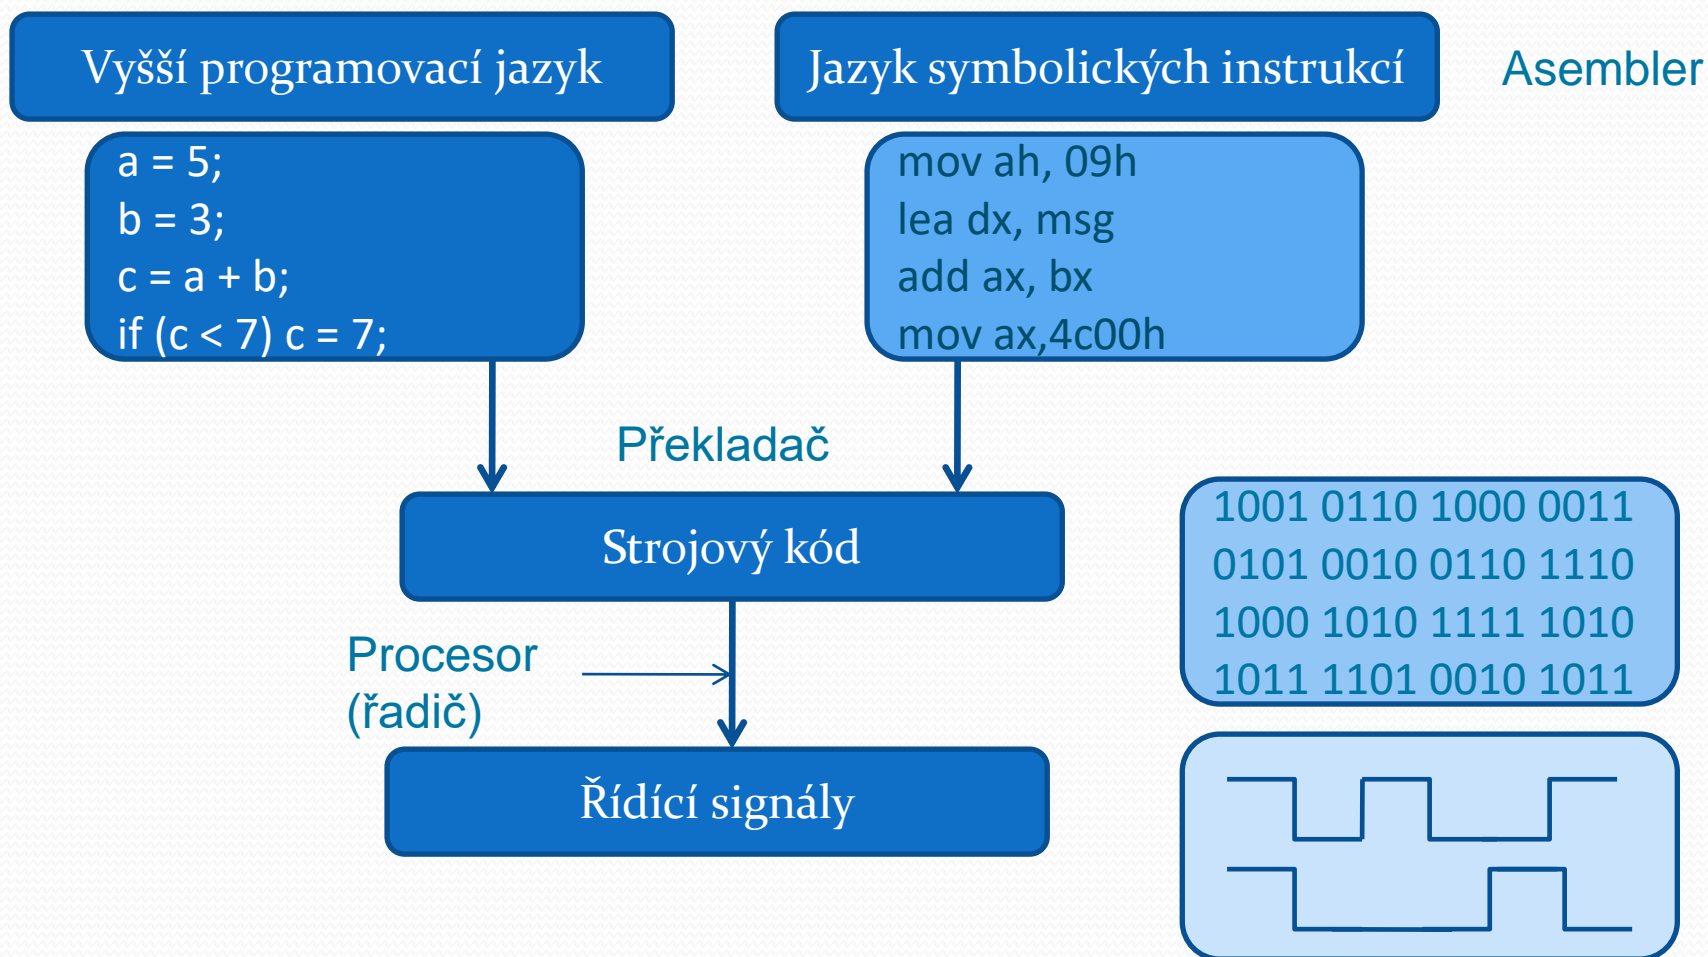 Vyšší programovací jazyk
Jazyk symbolických instrukcí
Asembler
a = 5;
b = 3;
c = a + b;
if (c < 7) c = 7;
mov ah, 09h
lea dx, msg
add ax, bx
mov ax,4c00h
Překladač
Strojový kód
1001 0110 1000 0011
0101 0010 0110 1110
1000 1010 1111 1010
1011 1101 0010 1011
Procesor
(řadič)
Řídící signály